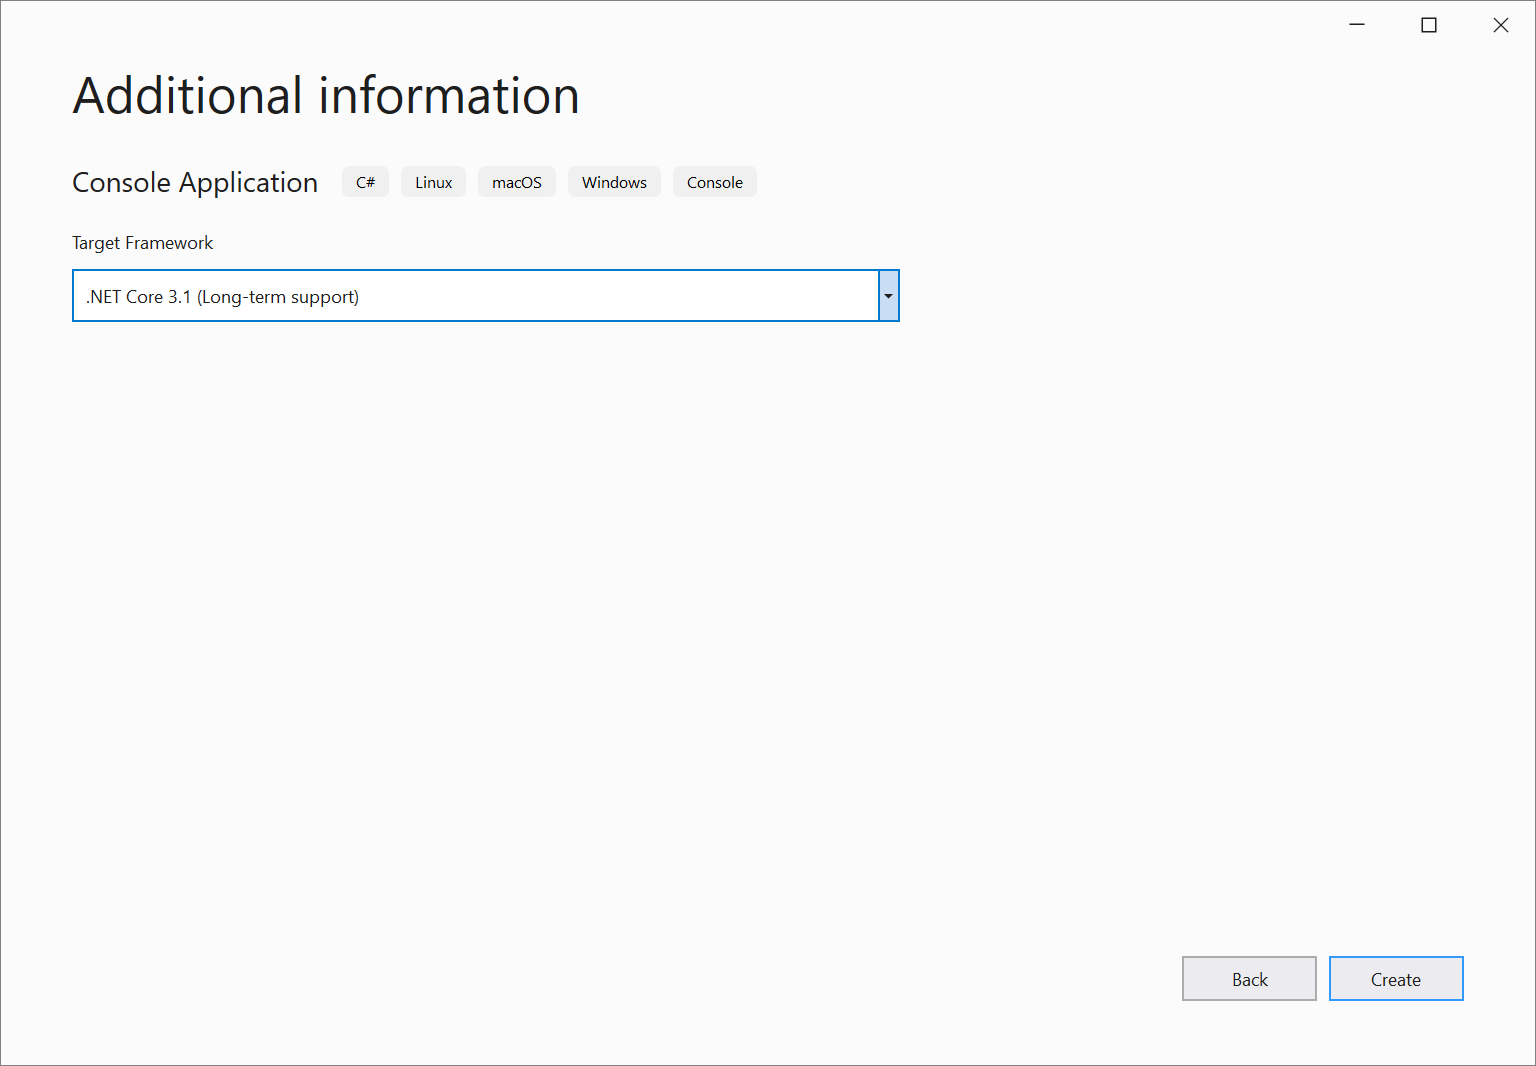 Additional information
Console Application C# Linux macOS Windows Console
Target Framework
.NET Core 3.1 (Long-term support)
Back Create